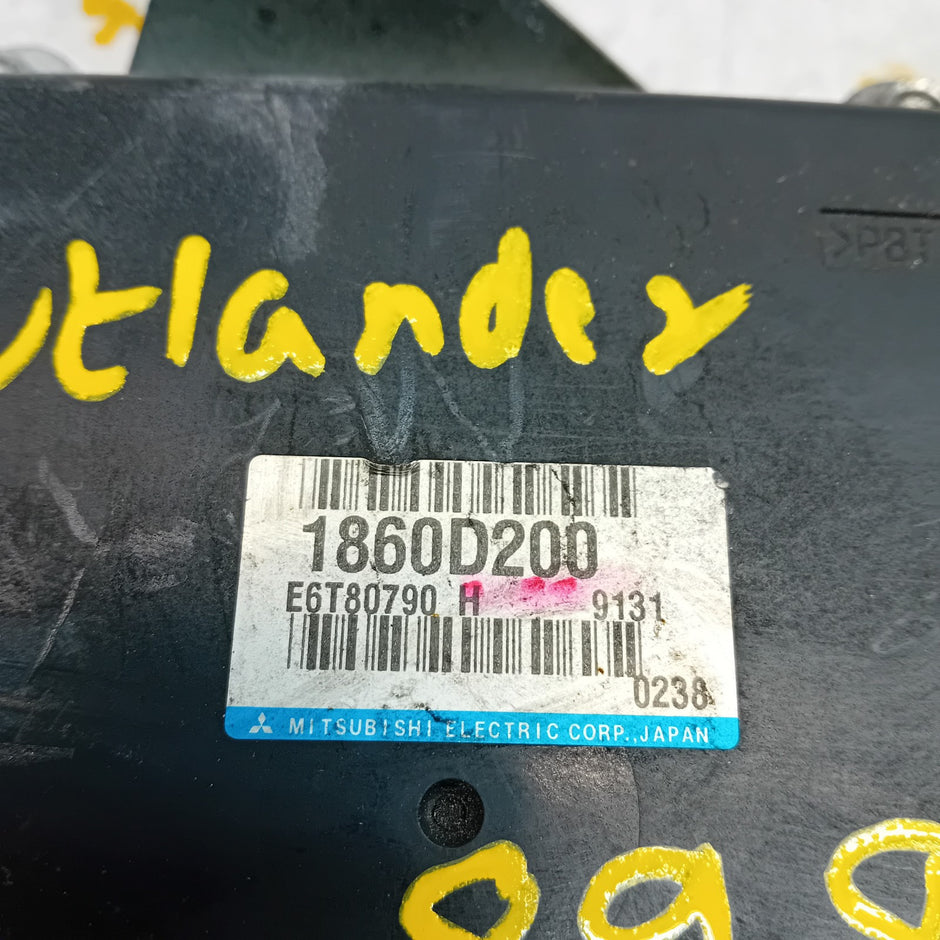 utlander
1860D200
E6T80790 H 9131
0238
MITSUBISHI ELECTRIC CORP., JAPAN